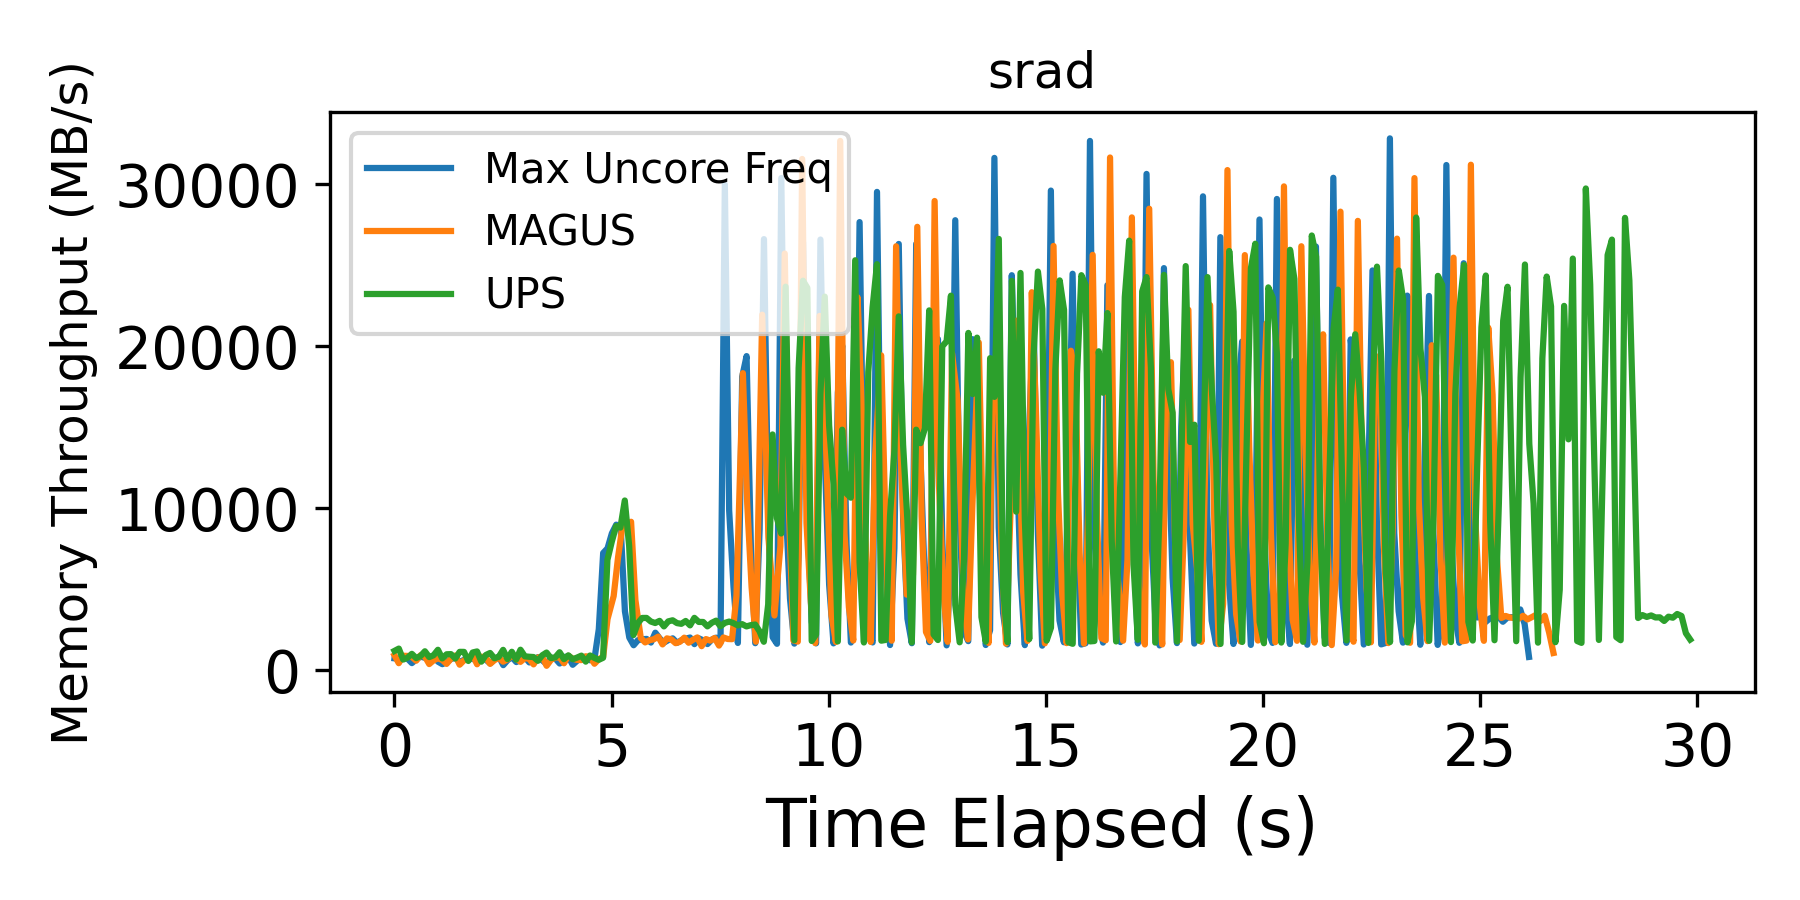 srad
Memory Throughput (MB/s)
Max Uncore Freq
MAGUS
UPS
30000
20000
10000
0
0 5 10 15 20 25 30
Time Elapsed (s)